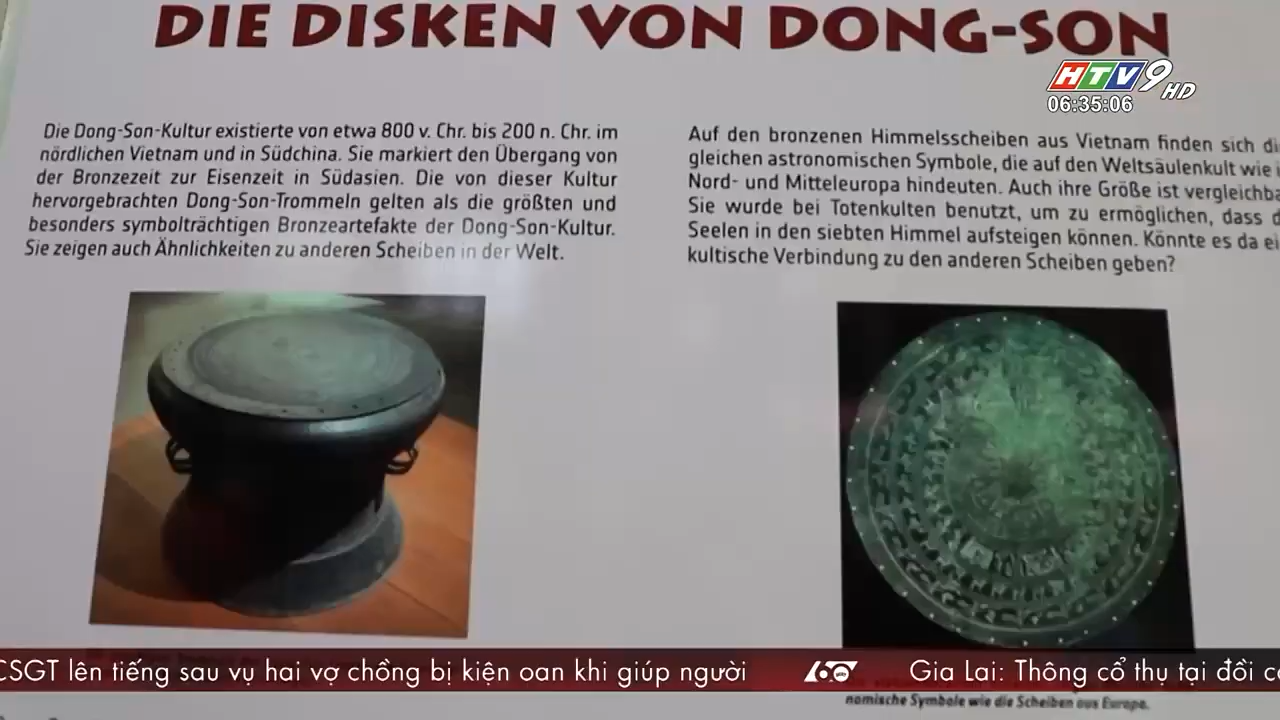 DIE DISKEN VON DONG-SON
HTV9 HD
06:35:06
Die Dong-Son-Kultur existierte von etwa 800 v. Chr. bis 200 n. Chr. im
nördlichen Vietnam und in Südchina. Sie markiert den Übergang von
der Bronzezeit zur Eisenzeit in Südasien. Die von dieser Kultur
hervorgebrachten Dong-Son-Trommeln gelten als die größten und
besonders symbolträchtigen Bronzeartefakte der Dong-Son-Kultur.
Sie zeigen auch Ähnlichkeiten zu anderen Scheiben in der Welt.
Auf den bronzenen Himmelsscheiben aus Vietnam finden sich di
gleichen astronomischen Symbole, die auf den Weltsäulenkult wie i
Nord- und Mitteleuropa hindeuten. Auch ihre Größe ist vergleichba
Sie wurde bei Totenkulten benutzt, um zu ermöglichen, dass d
Seelen in den siebten Himmel aufsteigen können. Könnte es da ei
kultische Verbindung zu den anderen Scheiben geben?
CSGT lên tiếng sau vụ hai vợ chồng bị kiện oan khi giúp người
60 giây
Gia Lai: Thông cổ thụ tại đồi c
nomische Symbole wie die Scheiben aus Europa.